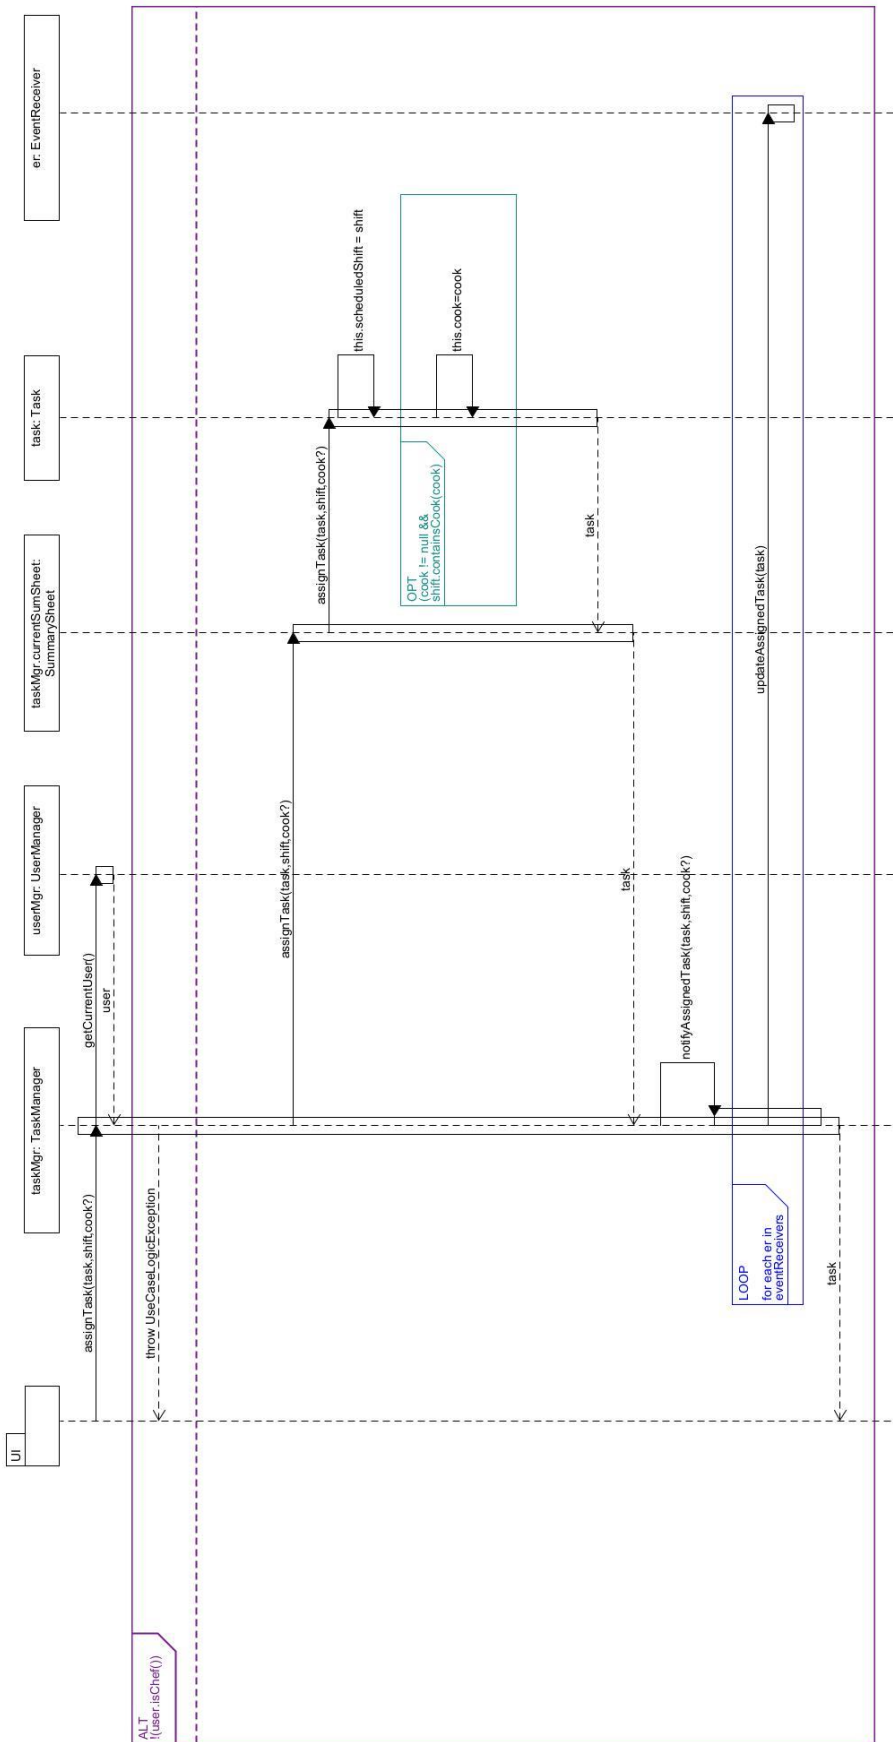 UI
taskMgr: TaskManager
userMgr: UserManager
taskMgr.currentSumSheet:
SummarySheet
task: Task
er: EventReceiver
assignTask(task,shift,cook?)
getCurrentUser()
user
ALT
!(user.isChef())
throw UseCaseLogicException
assignTask(task,shift,cook?)
assignTask(task,shift,cook?)
this.scheduledShift = shift
OPT
(cook != null &&
shift.containsCook(cook)
this.cook=cook
task
task
notifyAssignedTask(task,shift,cook?)
LOOP
for each er in
eventReceivers
updateAssignedTask(task)
task